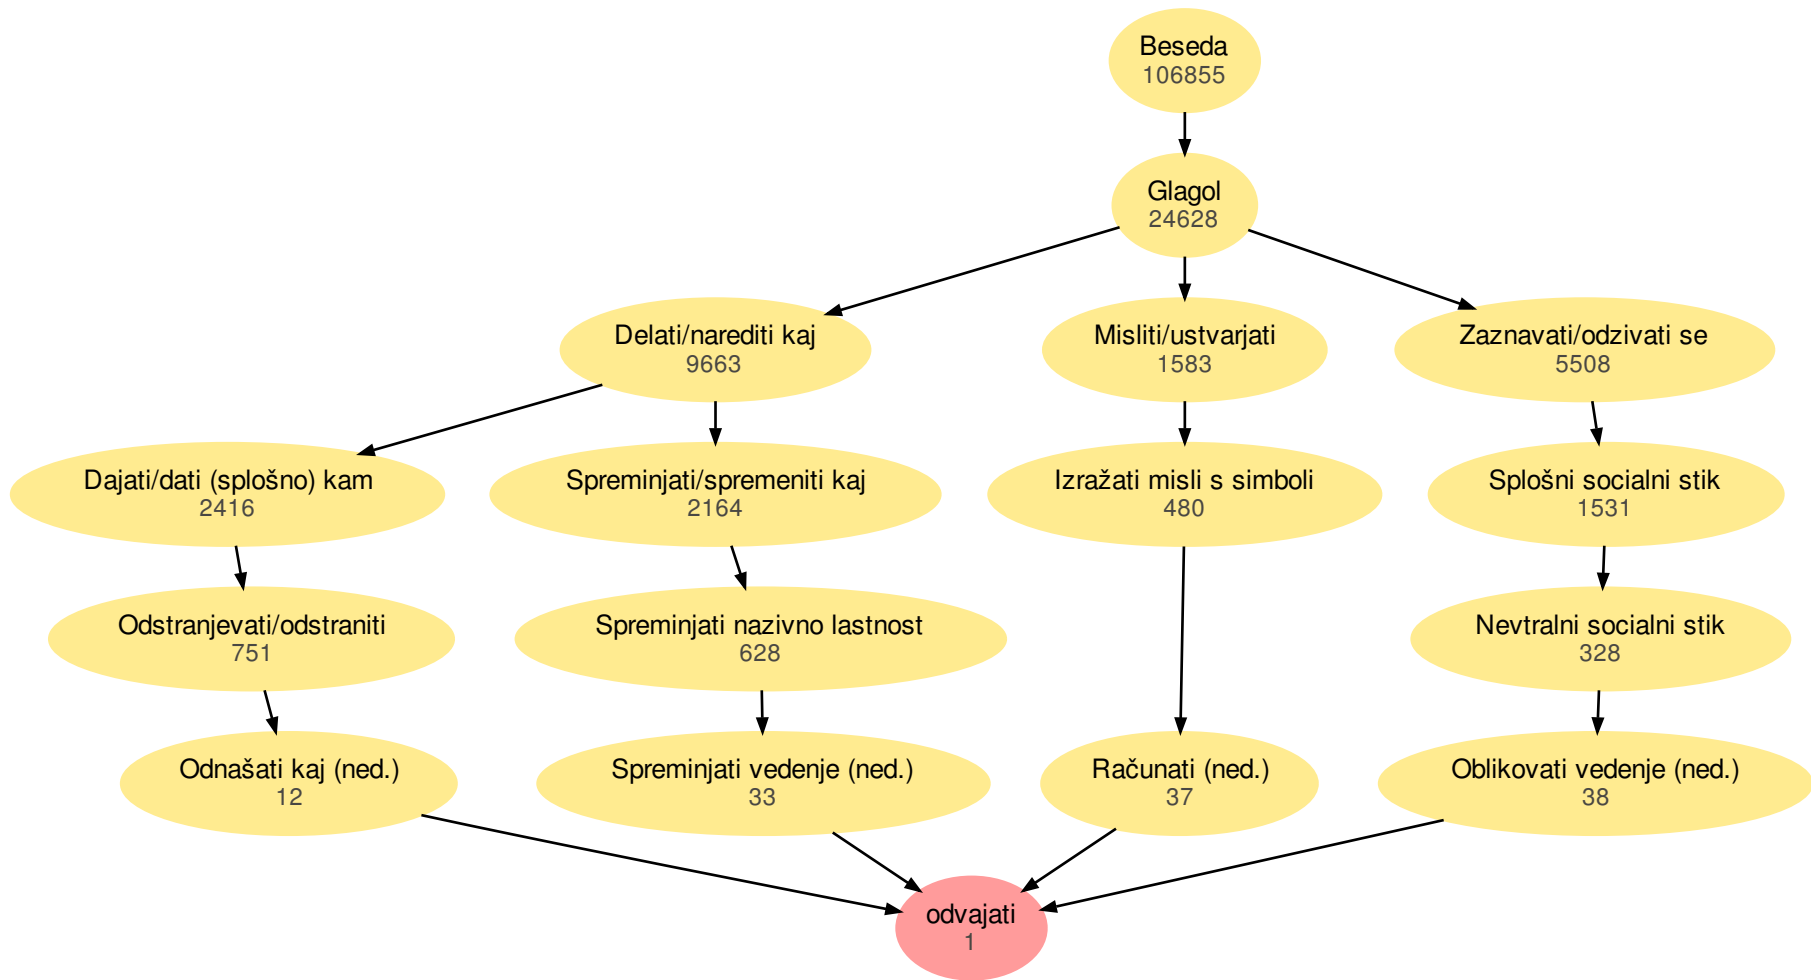 Beseda
106855
Glagol
24628
Delati/narediti kaj
9663
Misliti/ustvarjati
1583
Zaznavati/odzivati se
5508
Dajati/dati (splošno) kam
2416
Spreminjati/spremeniti kaj
2164
Izražati misli s simboli
480
Splošni socialni stik
1531
Odstranjevati/odstraniti
751
Spreminjati nazivno lastnost
628
Nevtralni socialni stik
328
Odnašati kaj (ned.)
12
Spreminjati vedenje (ned.)
33
Računati (ned.)
37
Oblikovati vedenje (ned.)
38
odvajati
1